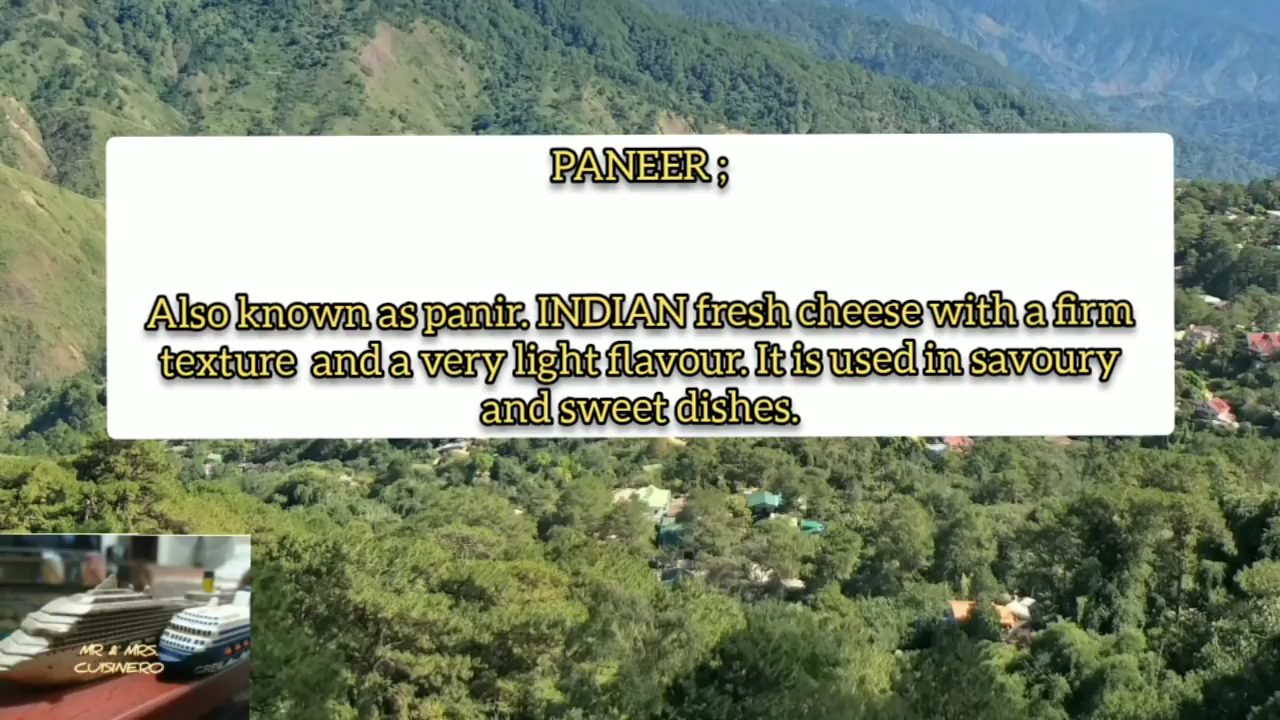 PANEER ;
Also known as panir. INDIAN fresh cheese with a firm
texture and a very light flavour. It is used in savoury
and sweet dishes.
MR & MRS.
CUISINERO